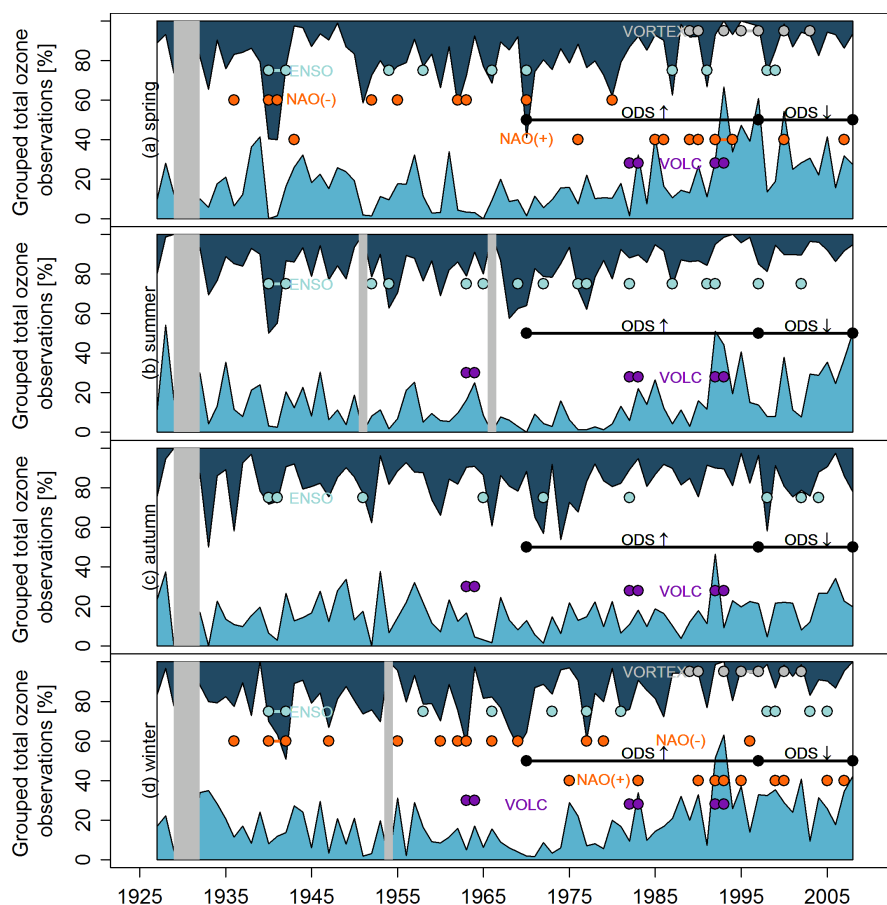 Grouped total ozone
observations [%]
(a) spring
0 20 40 60 80
VORTEX
ENSO
NAO(-)
ODS ↑
ODS ↓
NAO(+)
VOLC
Grouped total ozone
observations [%]
(b) summer
0 20 40 60 80
ENSO
ODS ↑
ODS ↓
VOLC
Grouped total ozone
observations [%]
(c) autumn
0 20 40 60 80
ENSO
ODS ↑
ODS ↓
VOLC
Grouped total ozone
observations [%]
(d) winter
0 20 40 60 80
VORTEX
ENSO
NAO(-)
ODS ↑
ODS ↓
NAO(+)
VOLC
1925 1935 1945 1955 1965 1975 1985 1995 2005